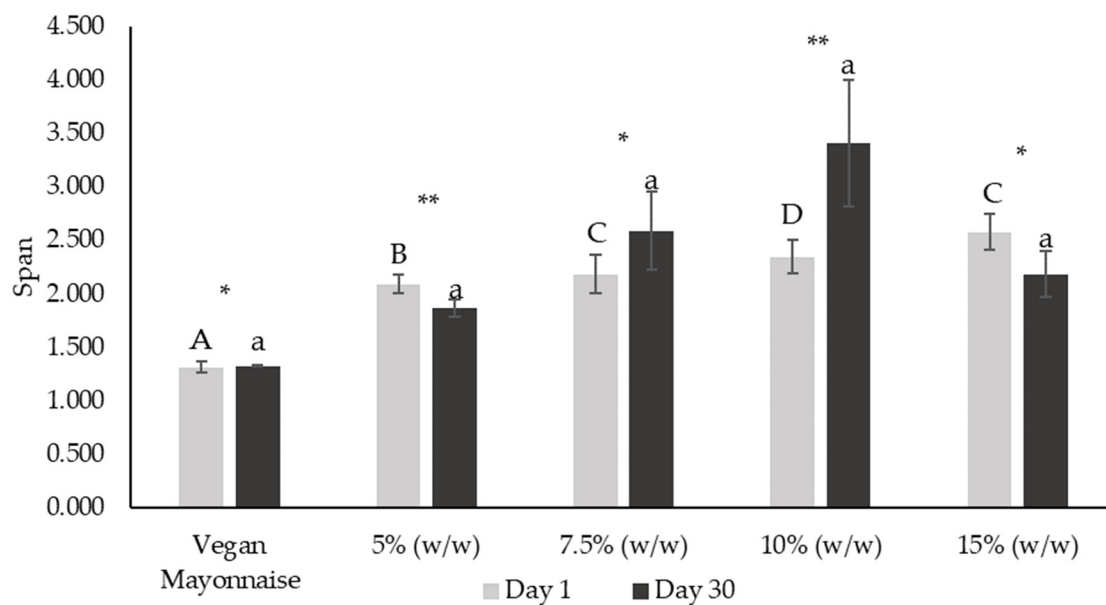 4.500
4.000
3.500
3.000
2.500
2.000
1.500
1.000
0.500
0.000
Span
*
A
a
**
B
a
*
C
a
**
D
a
*
C
a
Vegan
Mayonnaise
5% (w/w)
7.5% (w/w)
10% (w/w)
15% (w/w)
Day 1
Day 30